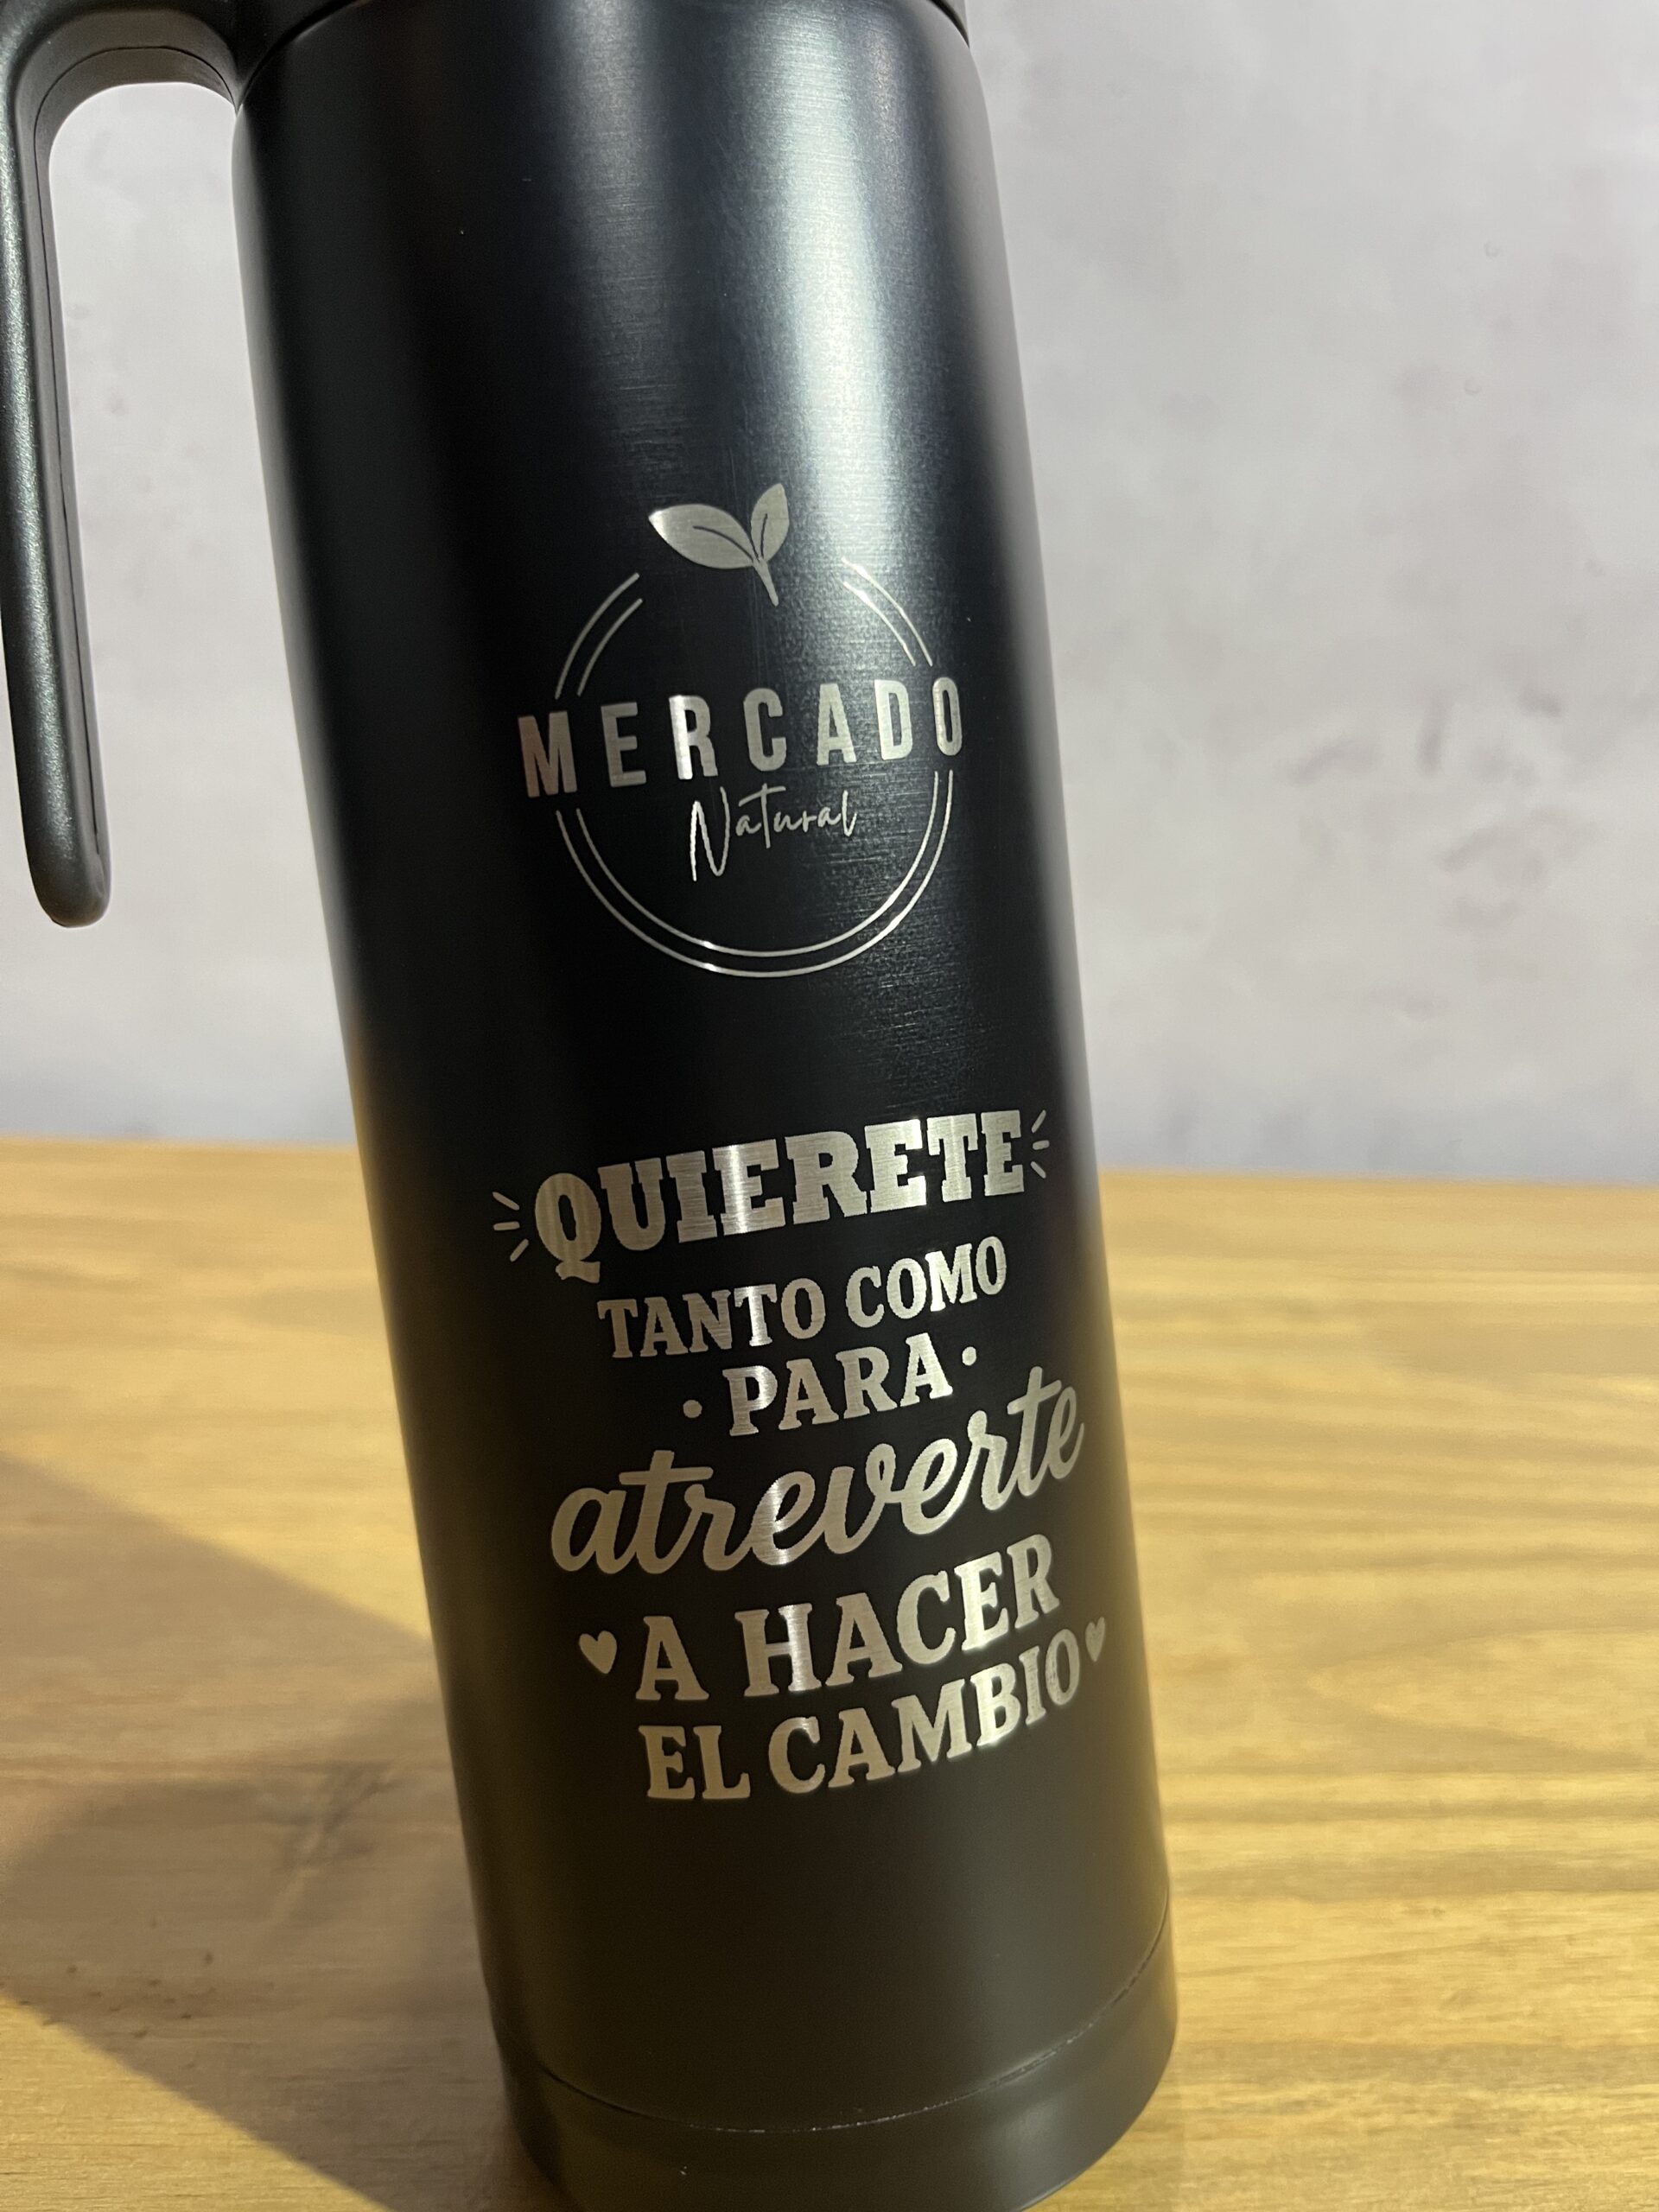 MERCADO
Natural
QUIERETE
TANTO COMO
· PARA ·
atreverte
A HACER
EL CAMBIO